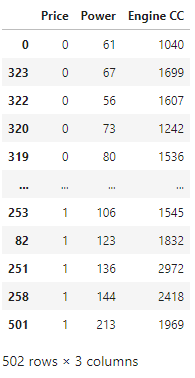 Price Power Engine CC
0 0 61 1040
323 0 67 1699
322 0 56 1607
320 0 73 1242
319 0 80 1536
... ... ... ...
253 1 106 1545
82 1 123 1832
251 1 136 2972
258 1 144 2418
501 1 213 1969
502 rows × 3 columns